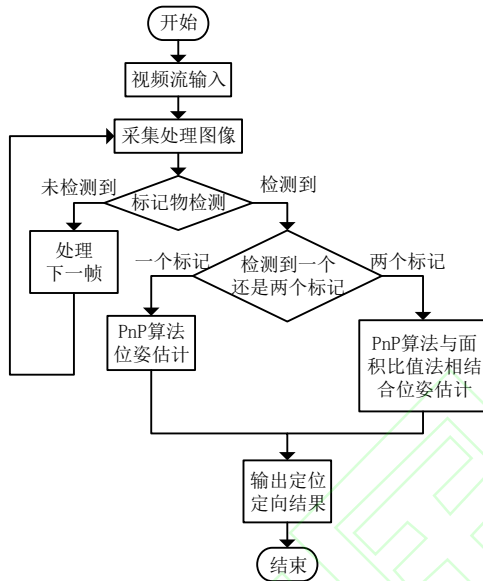 开始
视频流输入
采集处理图像
未检测到
检测到
标记物检测
处理
下一帧
一个标记
检测到一个
还是两个标记
两个标记
PnP算法
位姿估计
PnP算法与面
积比值法相结
合位姿估计
输出定位
定向结果
结束